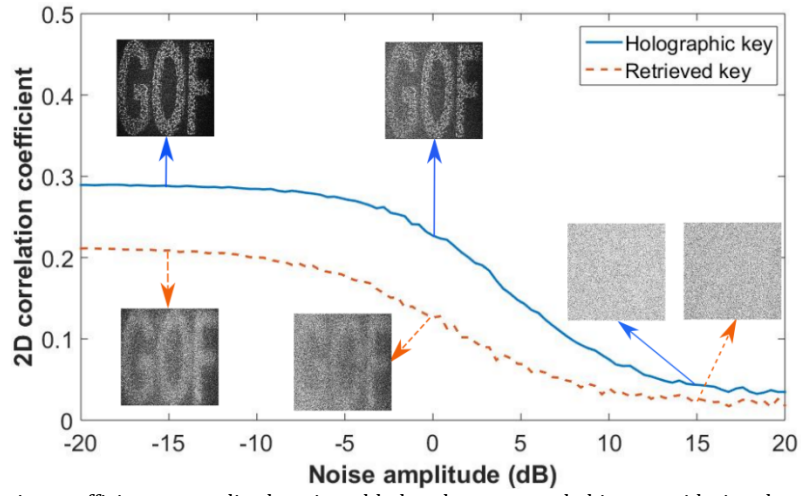 0.5
0.4
0.3
0.2
0.1
0
2D correlation coefficient
Holographic key
Retrieved key
GOF
GOF
GOF
-20 -15 -10 -5 0 5 10 15 20
Noise amplitude (dB)